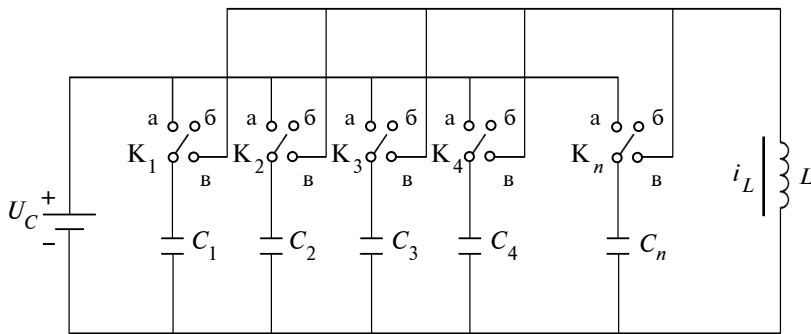 а б а б а б а б а б
K1 K2 K3 K4 Kn
в в в в в
iL L
+
UC
−
C1 C2 C3 C4 Cn